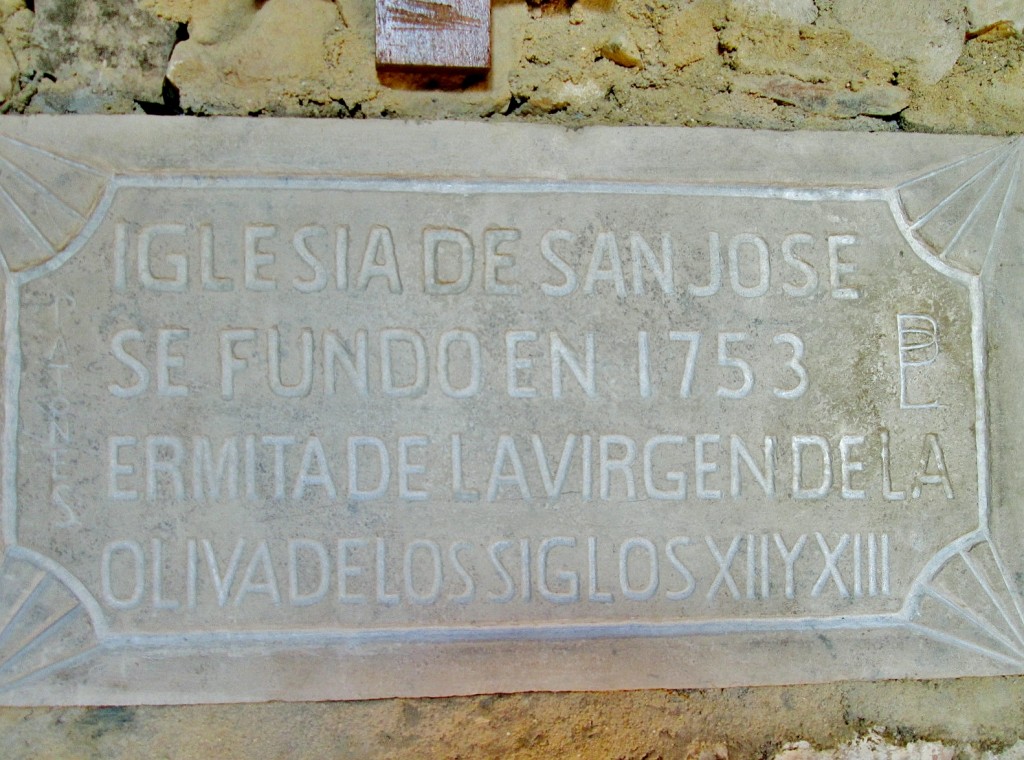 IGLESIA DE SAN JOSÉ
SE FUNDO EN 1753
ERMITA DE LA VIRGEN DE LA
OLIVA DE LOS SIGLOS XII Y XIII